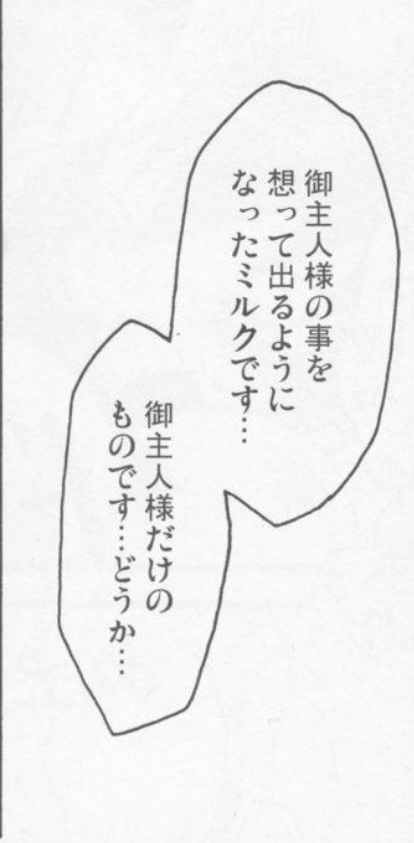 御主人様の事を
想って出るように
なったミルクです…
御主人様だけの
ものです…どうか…